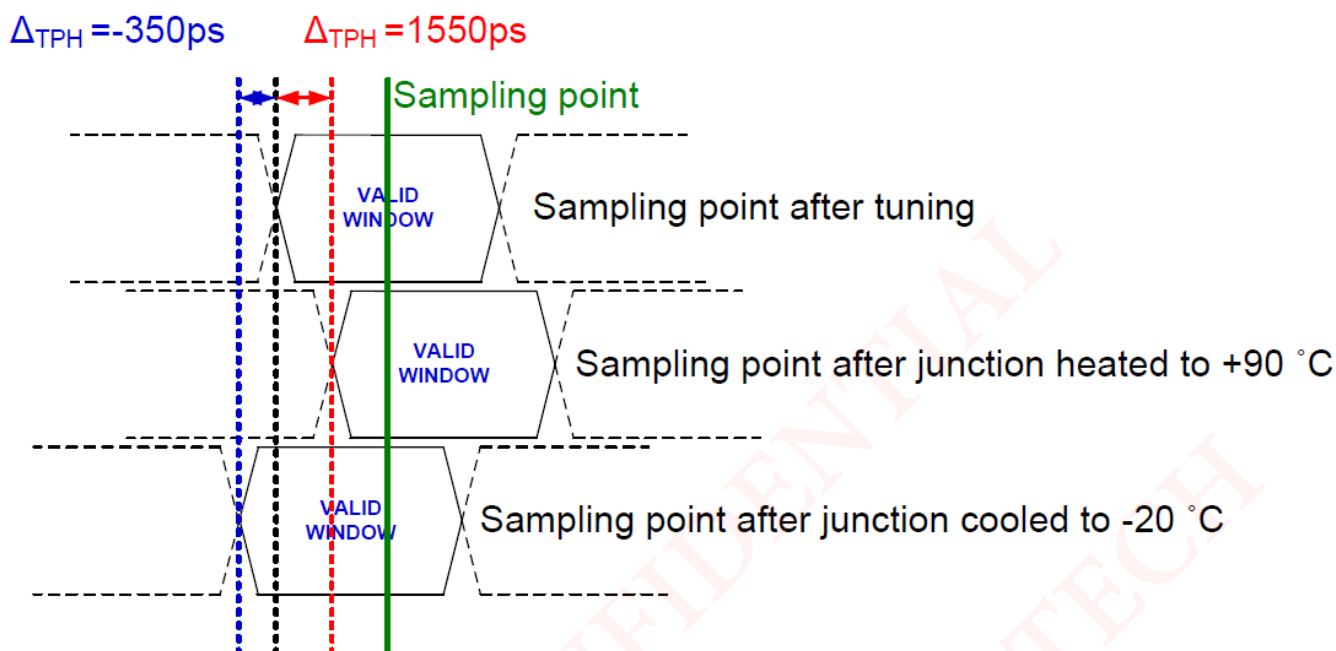 ΔTPH =-350ps
ΔTPH =1550ps
Sampling point
VALID
WINDOW
Sampling point after tuning
VALID
WINDOW
Sampling point after junction heated to +90 ˚C
VALID
WINDOW
Sampling point after junction cooled to -20 ˚C